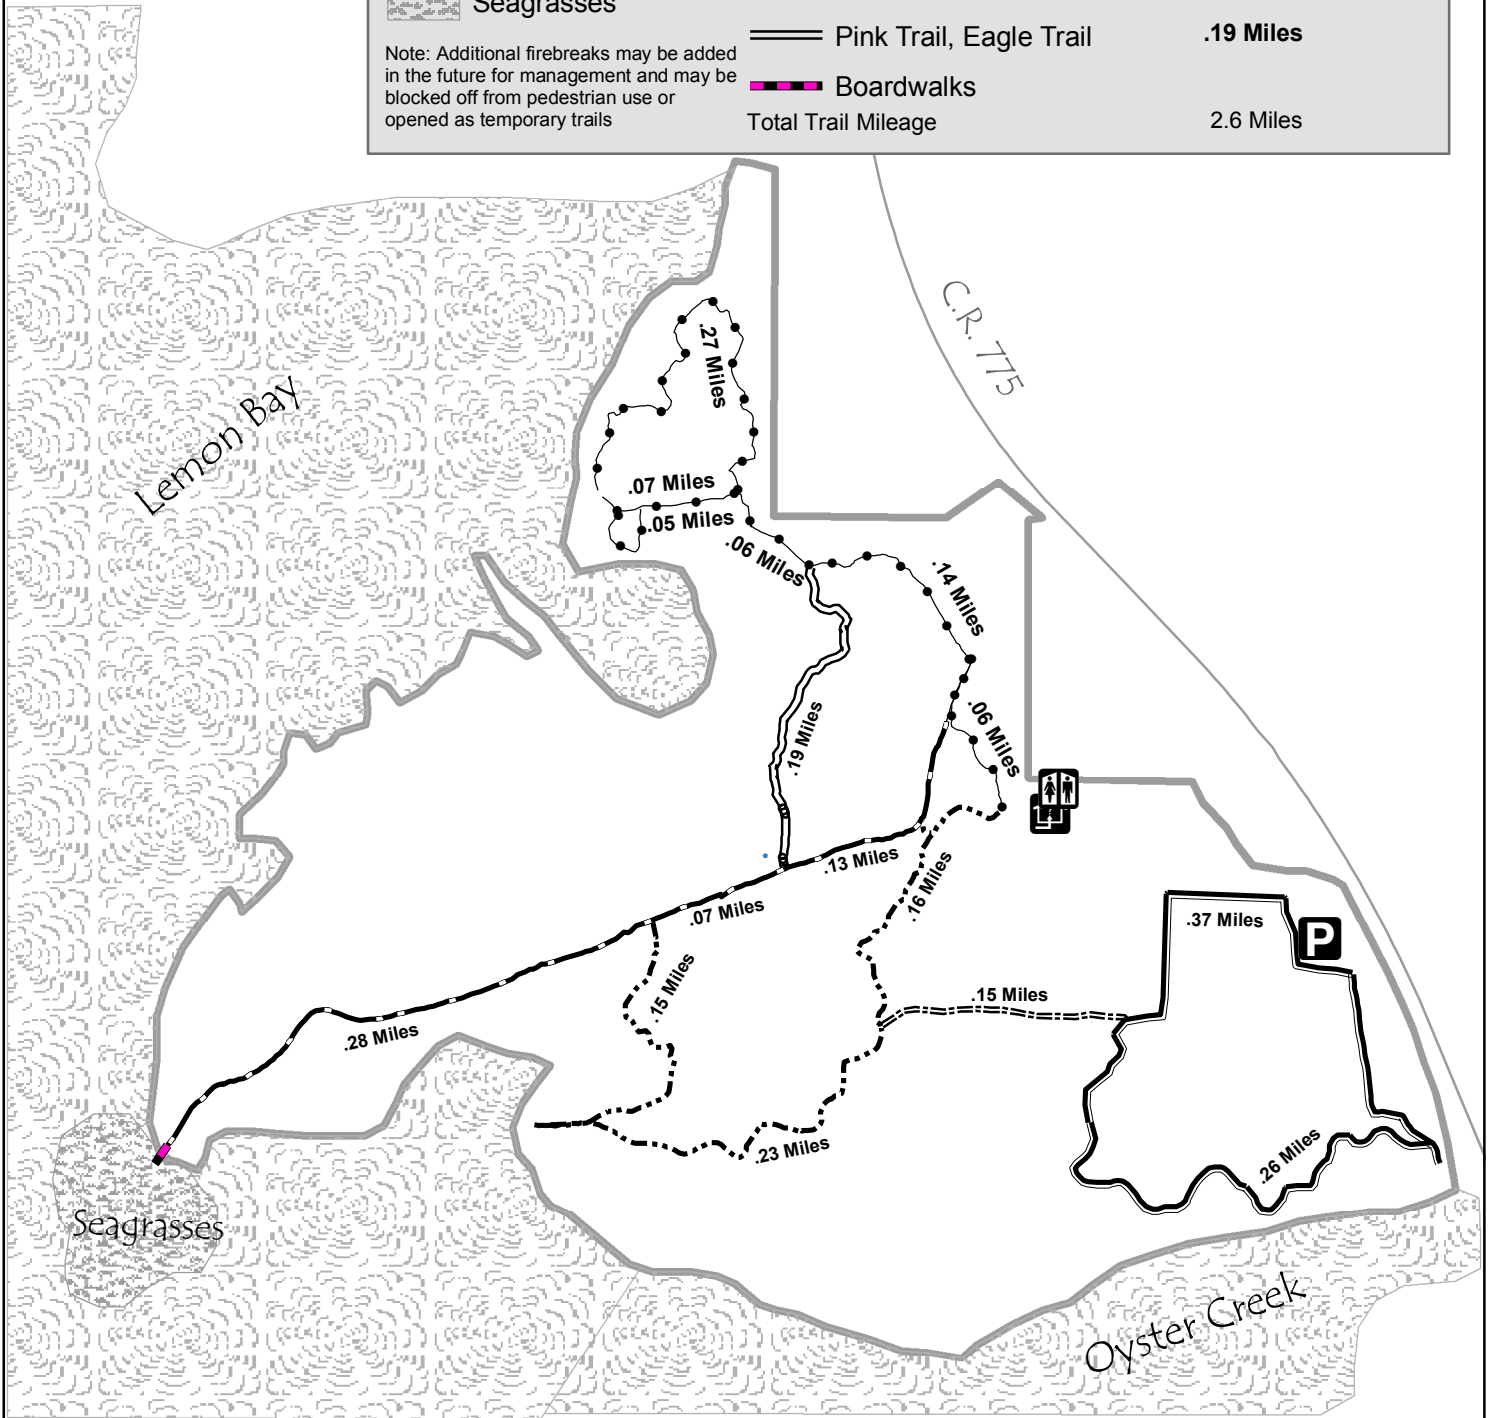 Seagrasses
Note: Additional firebreaks may be added
in the future for management and may be
blocked off from pedestrian use or
opened as temporary trails
Pink Trail, Eagle Trail .19 Miles
Boardwalks
Total Trail Mileage 2.6 Miles
C.R. 775
Lemon Bay
.27 Miles
.07 Miles
.05 Miles
.06 Miles
.14 Miles
.19 Miles
.06 Miles
.13 Miles
.16 Miles
.07 Miles
.37 Miles
P
.15 Miles
.15 Miles
.28 Miles
.23 Miles
.26 Miles
Seagrasses
Oyster Creek